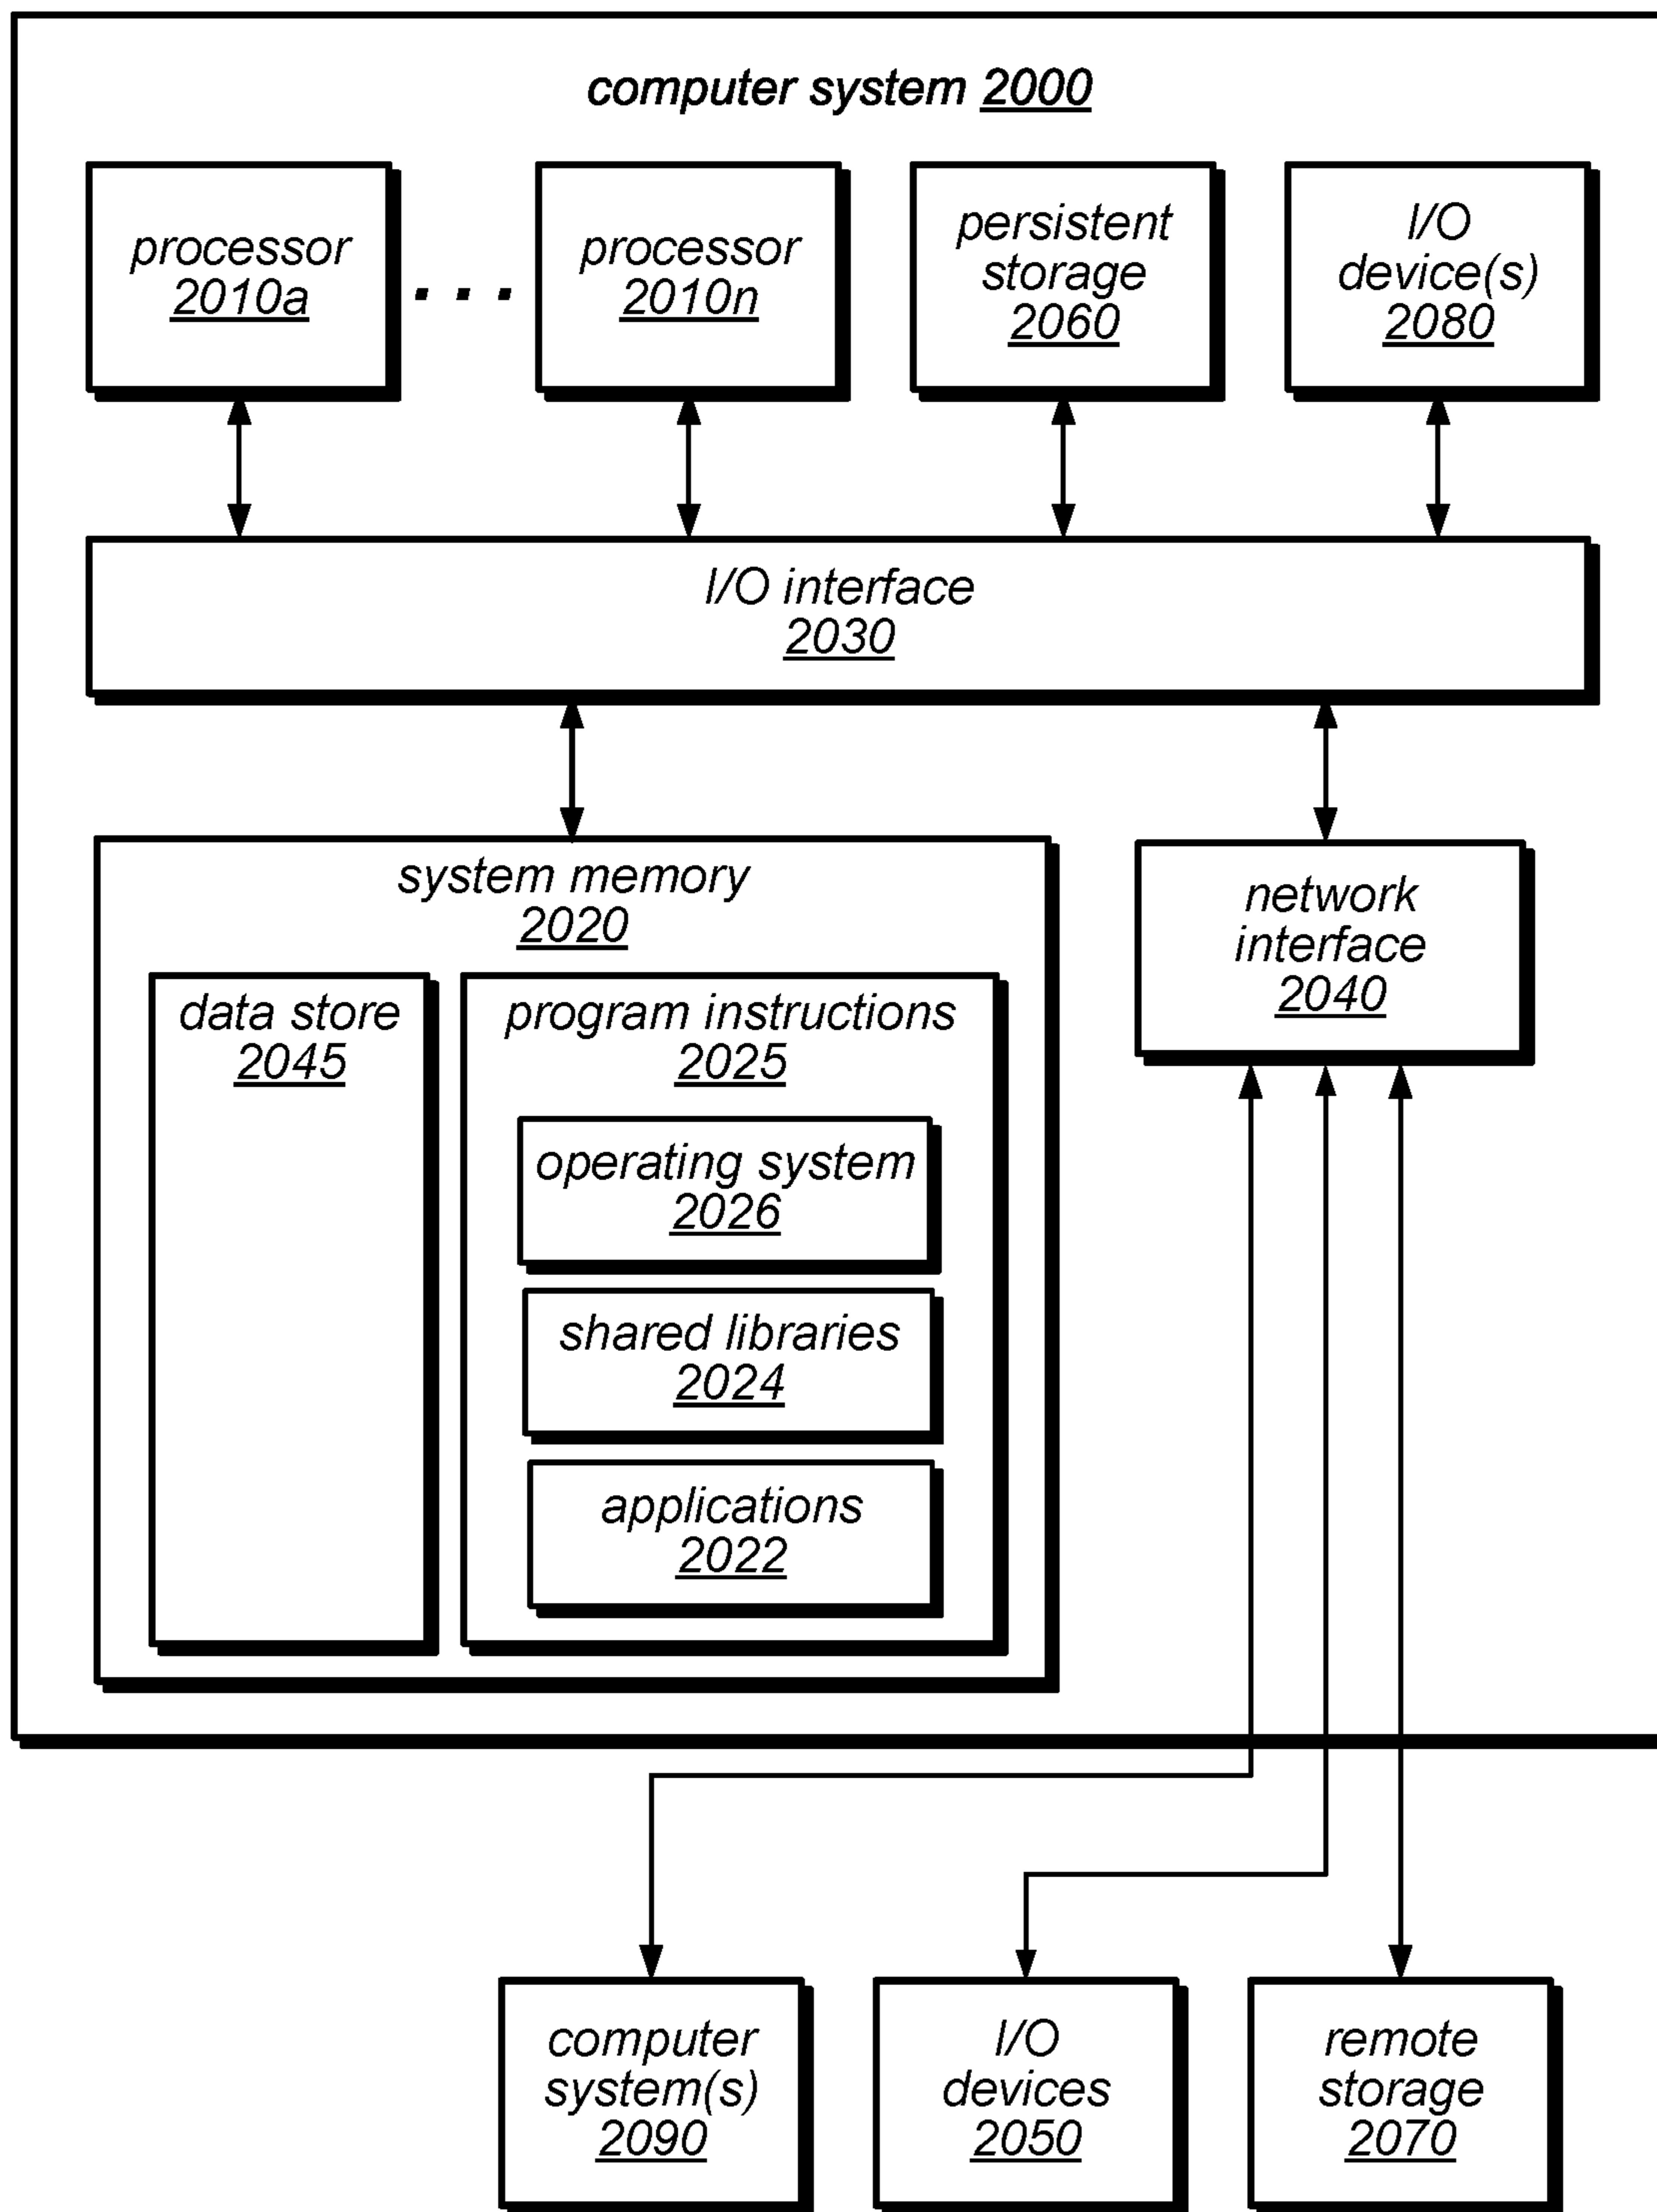 computer system 2000
processor
2010a
. . .
processor
2010n
persistent
storage
2060
I/O
device(s)
2080
I/O interface
2030
system memory
2020
data store
2045
program instructions
2025
operating system
2026
shared libraries
2024
applications
2022
network
interface
2040
computer
system(s)
2090
I/O
devices
2050
remote
storage
2070